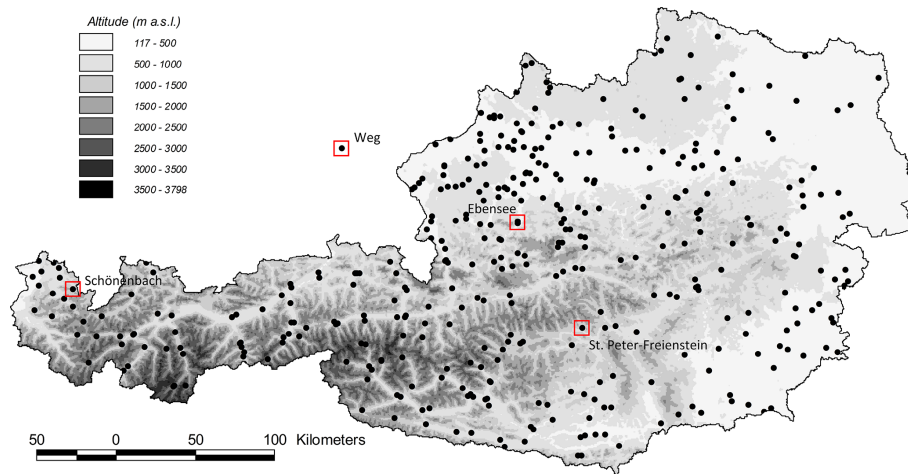 Altitude (m a.s.l.)
117 - 500
500 - 1000
1000 - 1500
1500 - 2000
2000 - 2500
2500 - 3000
3000 - 3500
3500 - 3798
Weg
Ebensee
Schönenbach
St. Peter-Freienstein
50 0 50 100 Kilometers